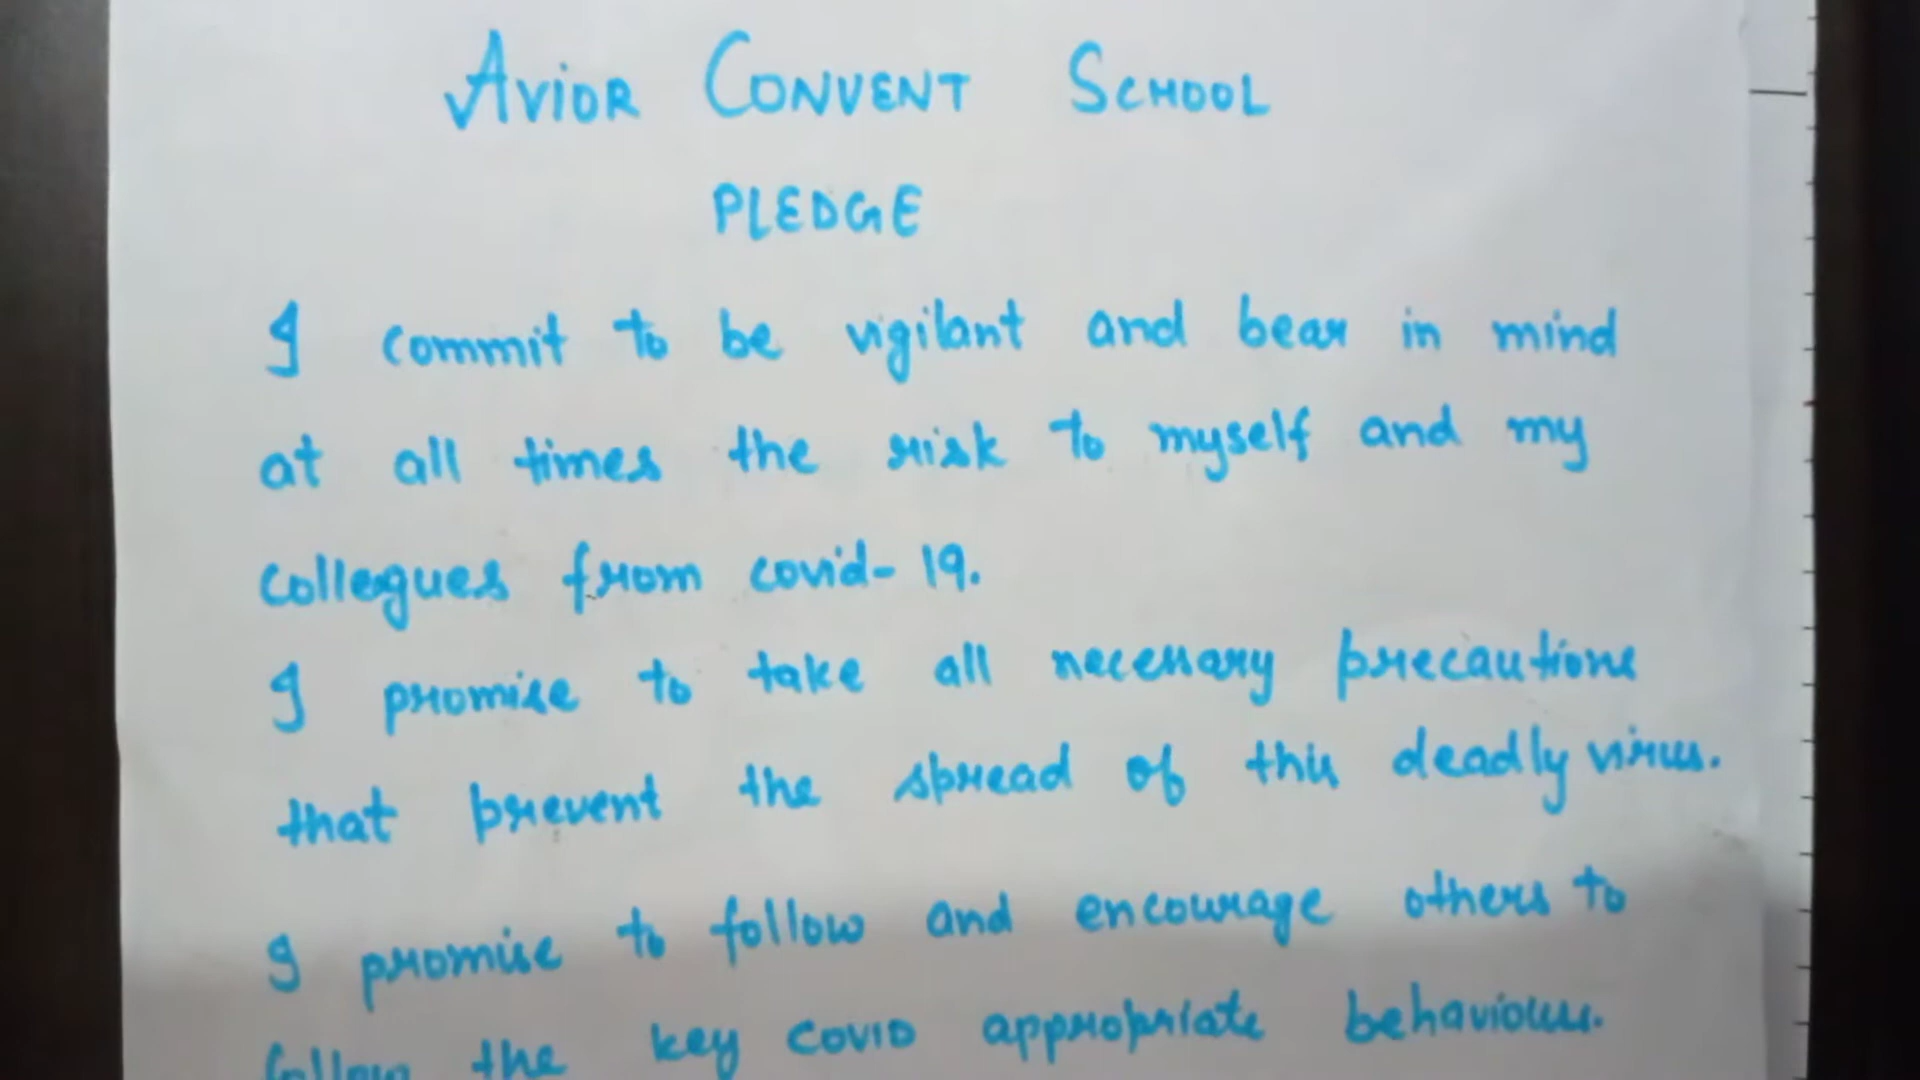 AVIOR CONVENT SCHOOL
PLEDGE
I commit to be vigilant and bear in mind
at all times the risk to myself and my
collegues from covid-19.
I promise to take all necessary precautions
that prevent the spread of this deadly virus.
I promise to follow and encourage others to
follow the key COVID appropriate behaviour.